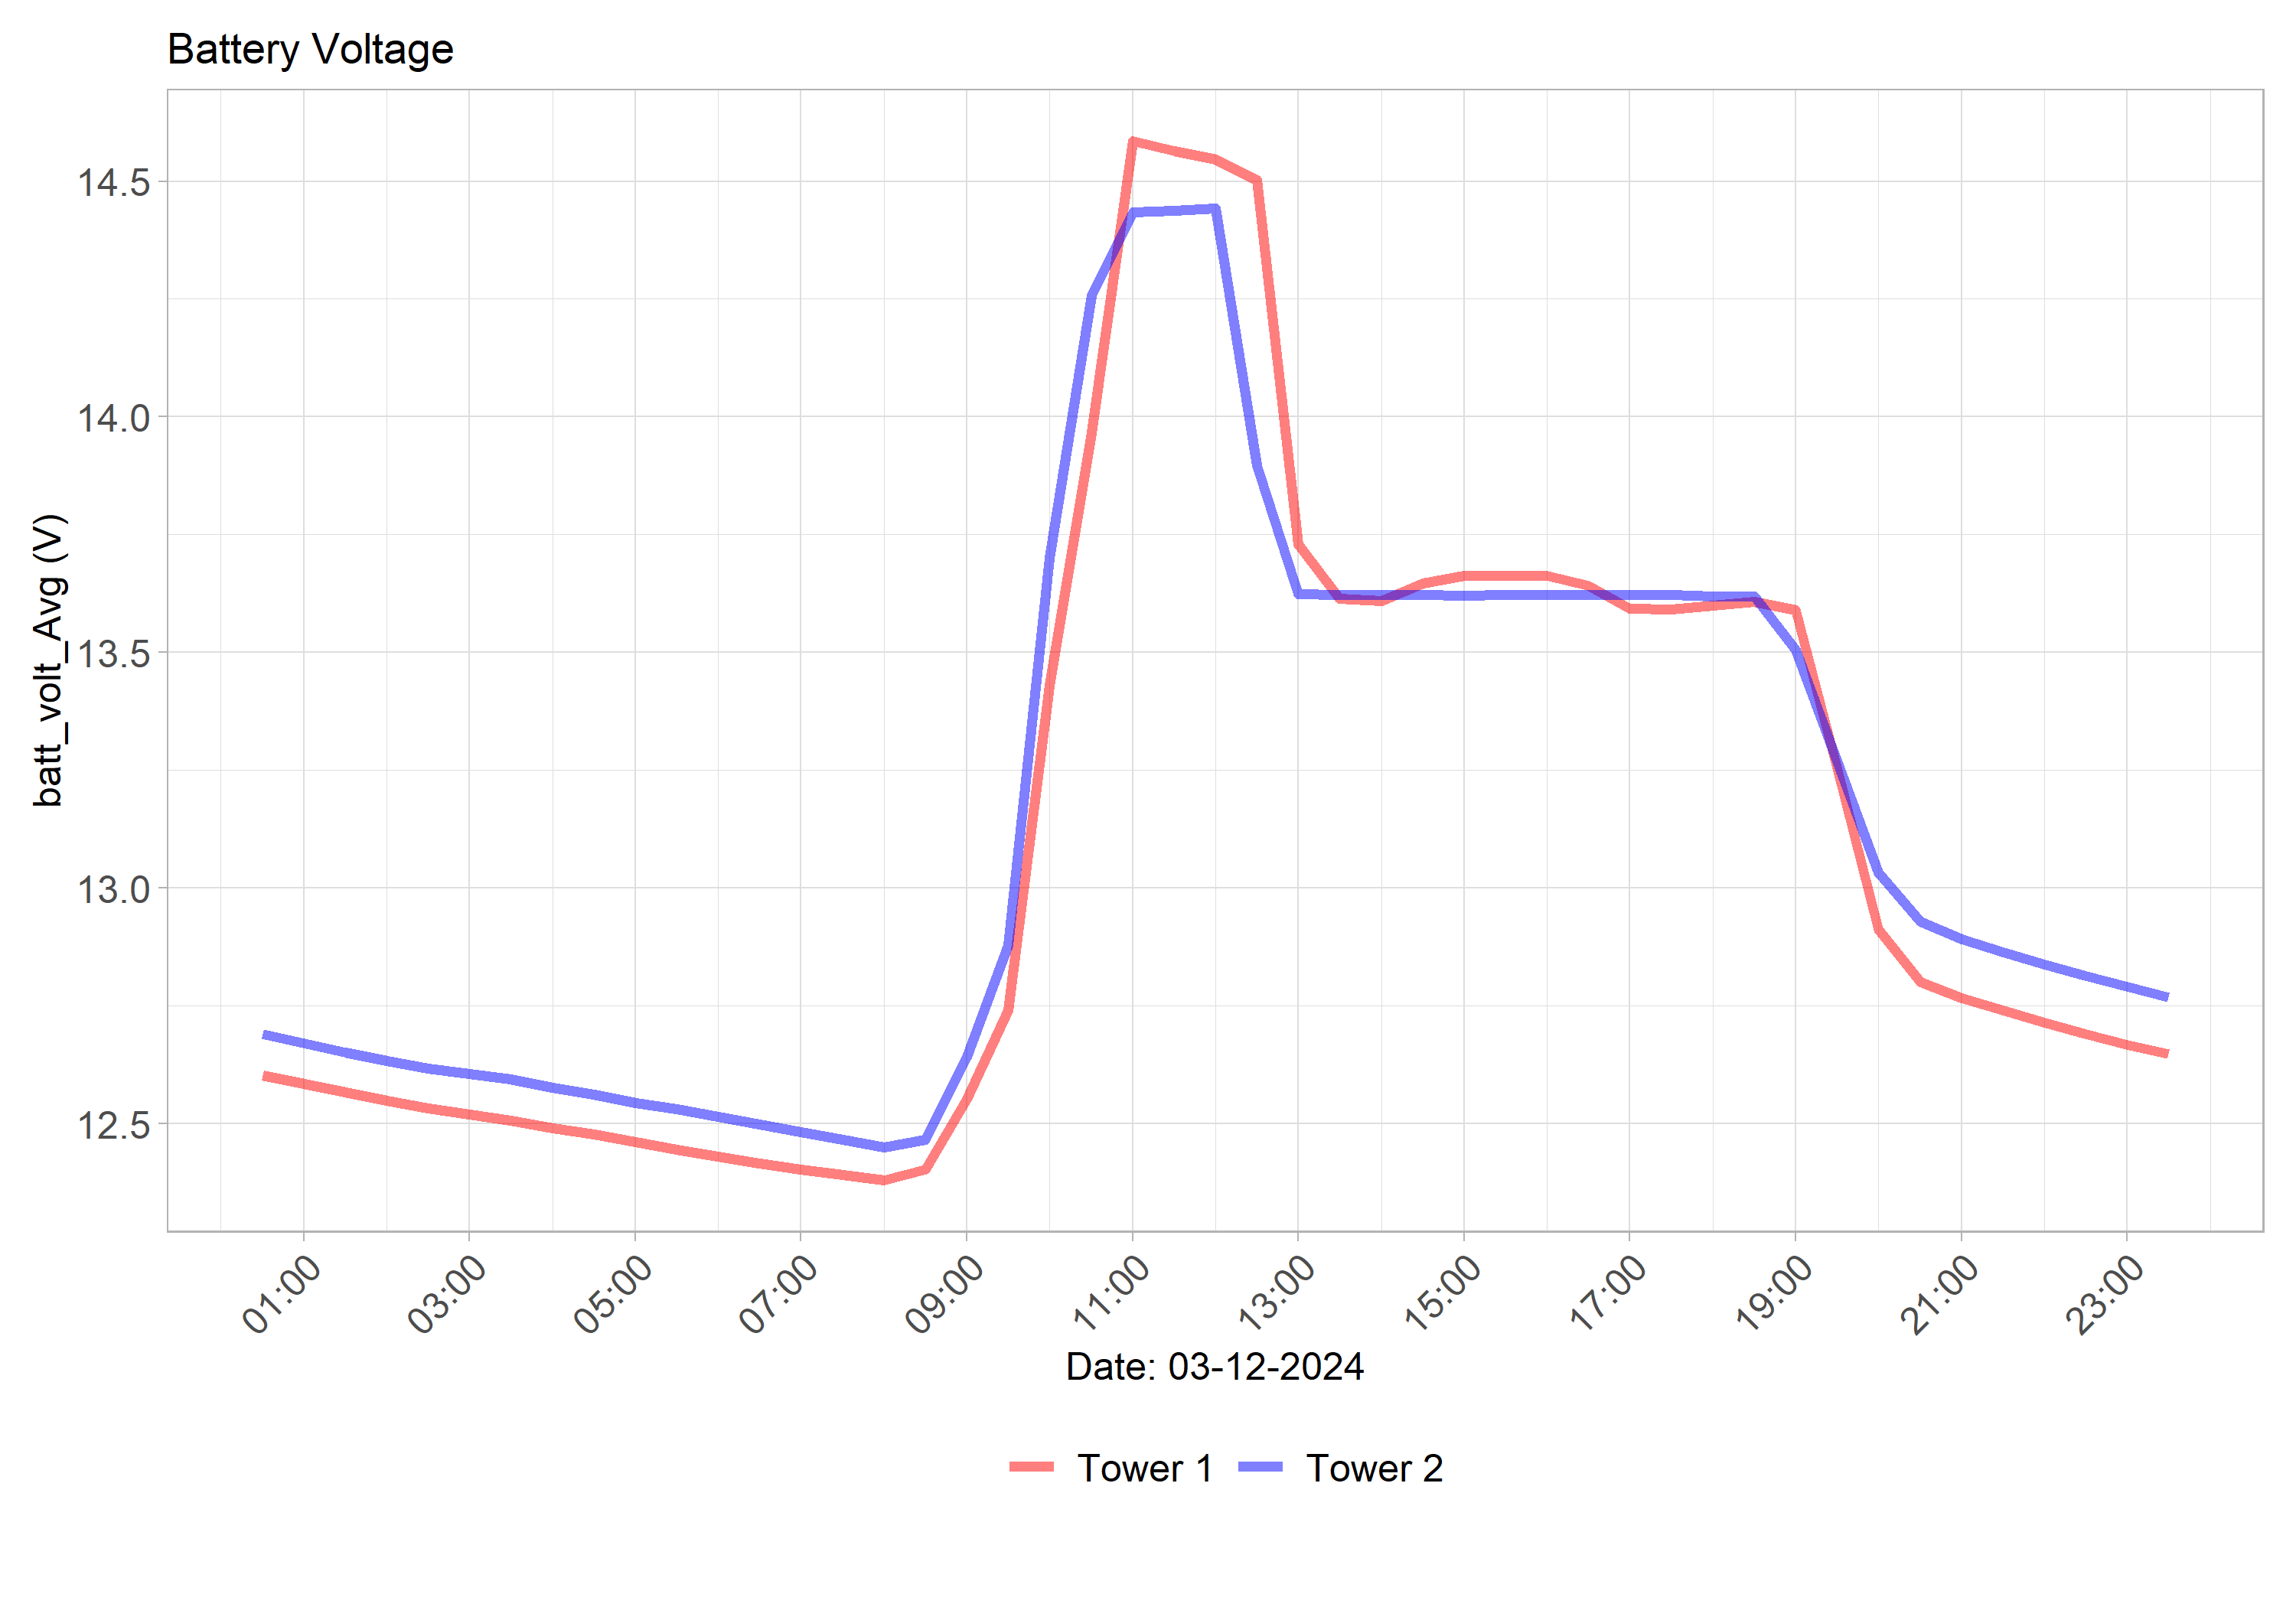 Battery Voltage
batt_volt_Avg (V)
14.5
14.0
13.5
13.0
12.5
01:00 03:00 05:00 07:00 09:00 11:00 13:00 15:00 17:00 19:00 21:00 23:00
Date: 03-12-2024
Tower 1 Tower 2